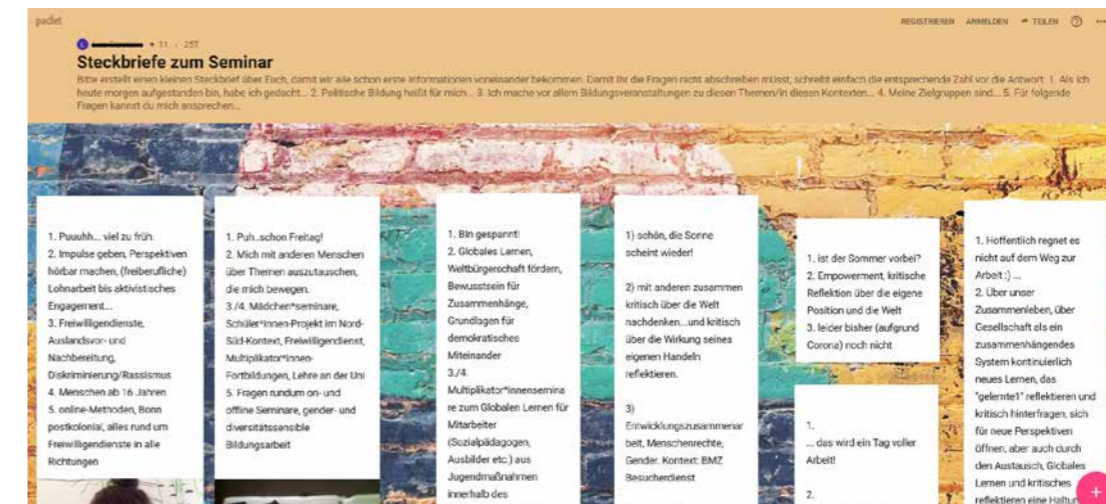 padlet
REGISTRIEREN ANMELDEN TEILEN
+ 11 · 25T
Steckbriefe zum Seminar
Bitte erstellt einen kleinen Steckbrief über Euch, damit wir alle schon erste Informationen voneinander bekommen. Damit Ihr die Fragen nicht abschreiben müsst, schreibt einfach die entsprechende Zahl vor die Antwort. 1. Als ich
heute morgen aufgestanden bin, habe ich gedacht... 2. Politische Bildung heißt für mich... 3. Ich mache vor allem Bildungsveranstaltungen zu diesen Themen/in diesen Kontexten... 4. Meine Zielgruppen sind... 5. Für folgende
Fragen kannst du mich ansprechen...
1. Puuuhh... viel zu früh.
2. Impulse geben, Perspektiven
hörbar machen, (freiberufliche)
Lohnarbeit bis aktivistisches
Engagement...
3. Freiwilligendienste,
Auslandsvor- und
Nachbereitung,
Diskriminierung/Rassismus
4. Menschen ab 16 Jahren
5. online-Methoden, Bonn
postkolonial, alles rund um
Freiwilligendienste in alle
Richtungen
1. Puh..schon Freitag!
2. Mich mit anderen Menschen
über Themen auszutauschen,
die mich bewegen.
3./4. Mädchen*seminare,
Schüler*innen-Projekt im Nord-
Süd-Kontext, Freiwilligendienst,
Multiplikator*innen-
Fortbildungen, Lehre an der Uni
5. Fragen rundum on- und
offline Seminare, gender- und
diversitätssensible
Bildungsarbeit
1. BIn gespannt!
2. Globales Lernen,
Weltbürgerschaft fördern,
Bewusstsein für
Zusammenhänge,
Grundlagen für
demokratisches
Miteinander
3./4.
Multiplikator*innensemina
re zum Globalen Lernen für
Mitarbeiter
(Sozialpädagogen,
Ausbilder etc.) aus
Jugendmaßnahmen
innerhalb des
1) schön, die Sonne
scheint wieder!
2) mit anderen zusammen
kritisch über die Welt
nachdenken...und kritisch
über die Wirkung seines
eigenen Handeln
reflektieren.
3)
Entwicklungszusammenar
beit, Menschenrechte,
Gender. Kontext: BMZ
Besucherdienst
1. ist der Sommer vorbei?
2. Empowerment, kritische
Reflektion über die eigene
Position und die Welt
3. leider bisher (aufgrund
Corona) noch nicht
1.
... das wird ein Tag voller
Arbeit!
2.
1. Hoffentlich regnet es
nicht auf dem Weg zur
Arbeit :) ...
2. Über unser
Zusammenleben, über
Gesellschaft als ein
zusammenhängendes
System kontinuierlich
neues Lernen, das
"gelernte1" reflektieren und
kritisch hinterfragen, sich
für neue Perspektiven
öffnen, aber auch durch
den Austausch, Globales
Lernen und kritisches
reflektieren eine Haltun